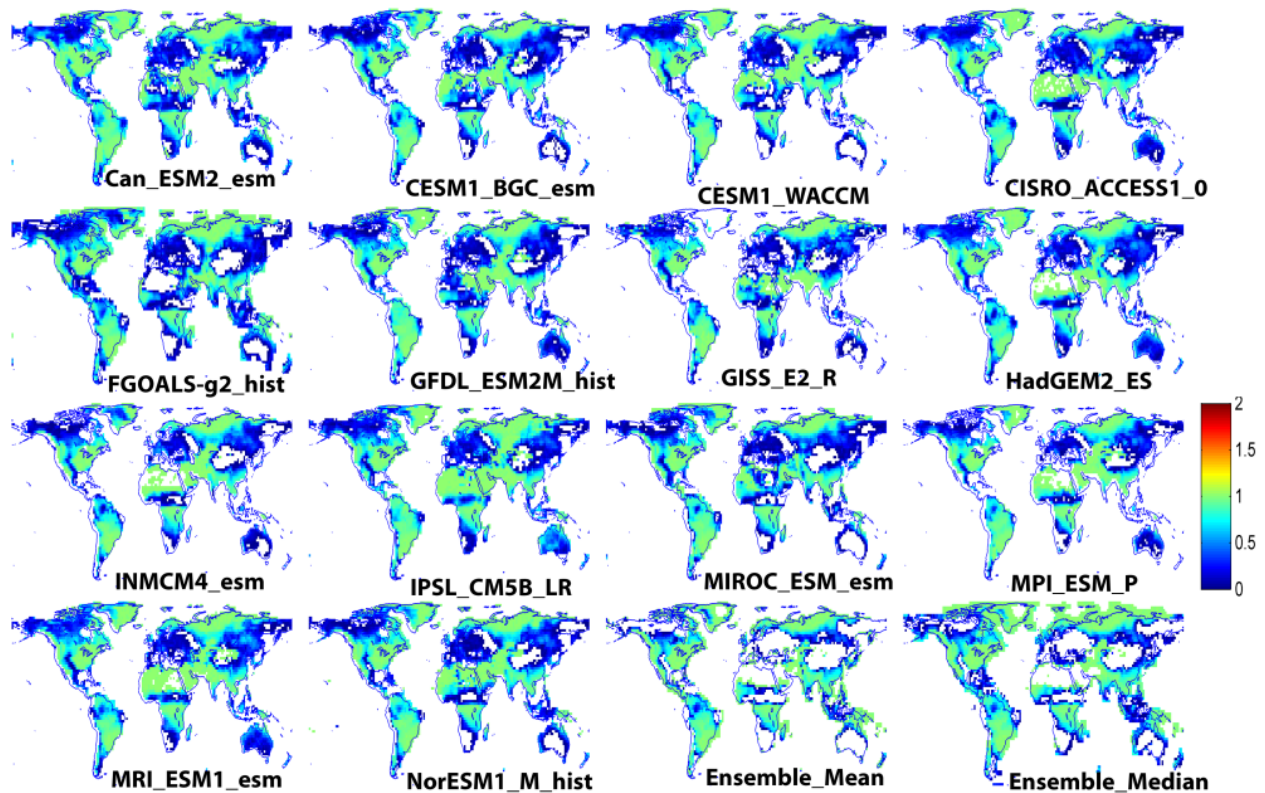 Can_ESM2_esm
CESM1_BGC_esm
CESM1_WACCM
CISRO_ACCESS1_0
FGOALS-g2_hist
GFDL_ESM2M_hist
GISS_E2_R
HadGEM2_ES
2
1.5
1
0.5
0
INMCM4_esm
IPSL_CM5B_LR
MIROC_ESM_esm
MPI_ESM_P
MRI_ESM1_esm
NorESM1_M_hist
Ensemble_Mean
Ensemble_Median